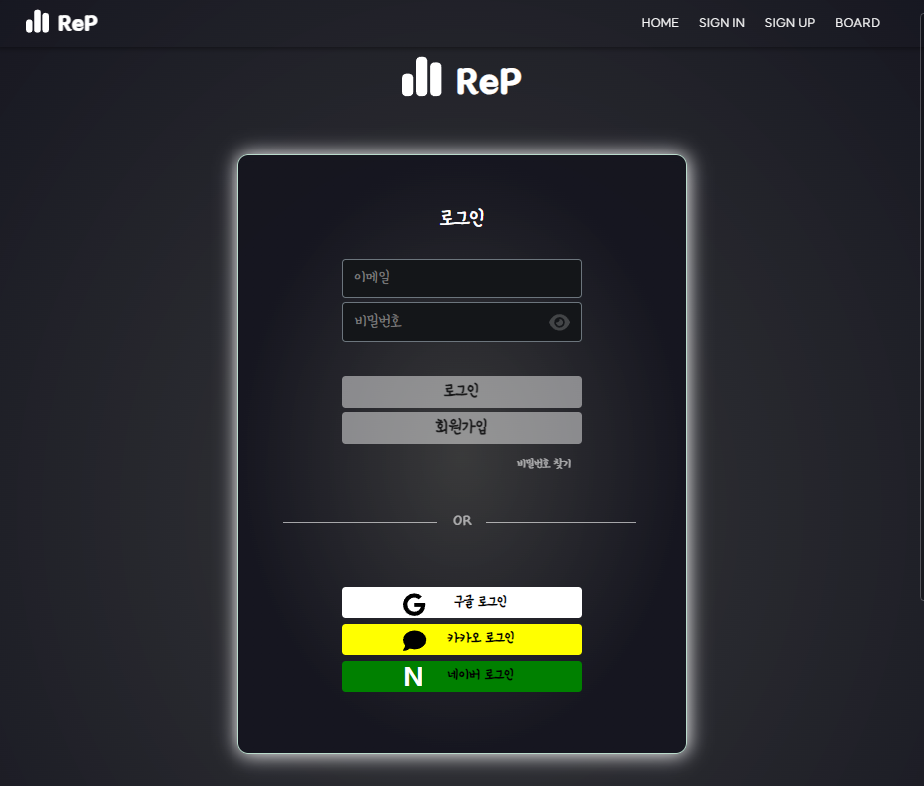 ReP
HOME SIGN IN SIGN UP BOARD
ReP
로그인
이메일
비밀번호
로그인
회원가입
비밀번호 찾기
OR
G 구글 로그인
카카오 로그인
N 네이버 로그인